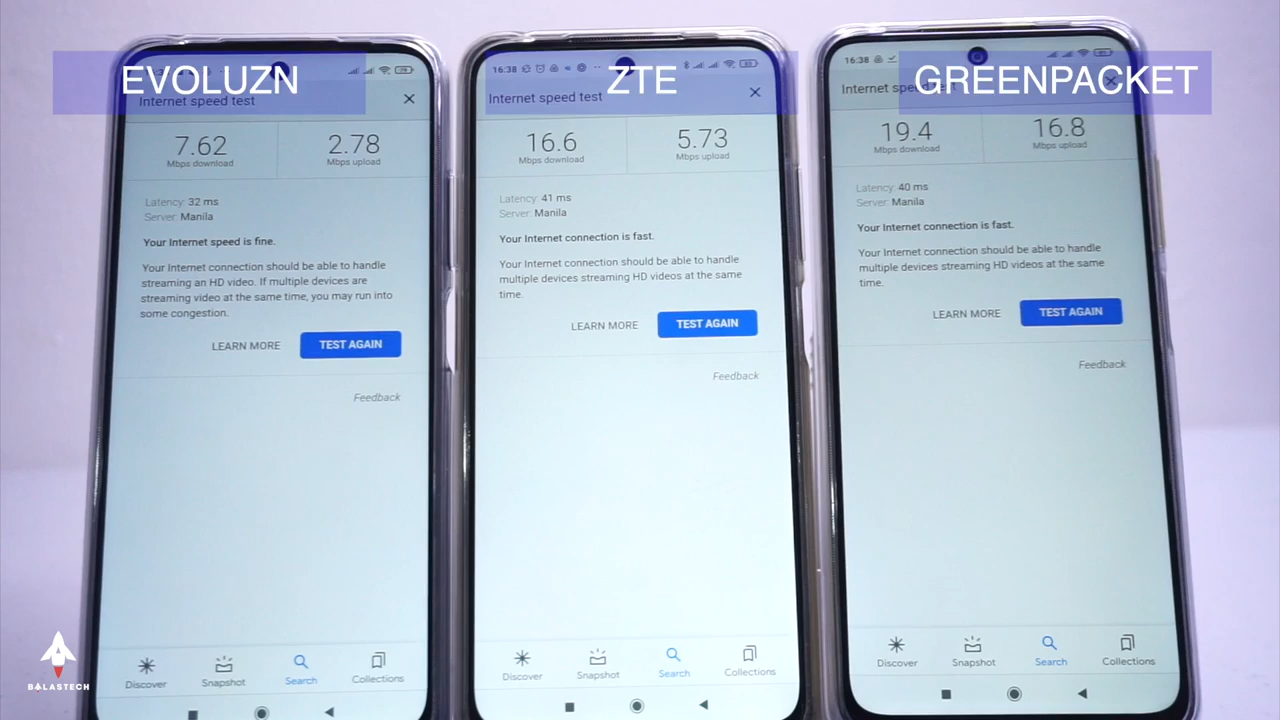 EVOLUZN
Internet speed test
7.62
Mbps download
2.78
Mbps upload
Latency: 32 ms
Server: Manila
Your Internet speed is fine.
Your Internet connection should be able to handle
streaming an HD video. If multiple devices are
streaming video at the same time, you may run into
some congestion.
LEARN MORE
TEST AGAIN
Feedback
Discover
Snapshot
Search
Collections
ZTE
16:38
Internet speed test
16.6
Mbps download
5.73
Mbps upload
Latency: 41 ms
Server: Manila
Your Internet connection is fast.
Your Internet connection should be able to handle
multiple devices streaming HD videos at the same
time.
LEARN MORE
TEST AGAIN
Feedback
Discover
Snapshot
Search
Collections
GREENPACKET
16:38
Internet speed test
19.4
Mbps download
16.8
Mbps upload
Latency: 40 ms
Server: Manila
Your Internet connection is fast.
Your Internet connection should be able to handle
multiple devices streaming HD videos at the same
time.
LEARN MORE
TEST AGAIN
Feedback
Discover
Snapshot
Search
Collections
BALASTECH